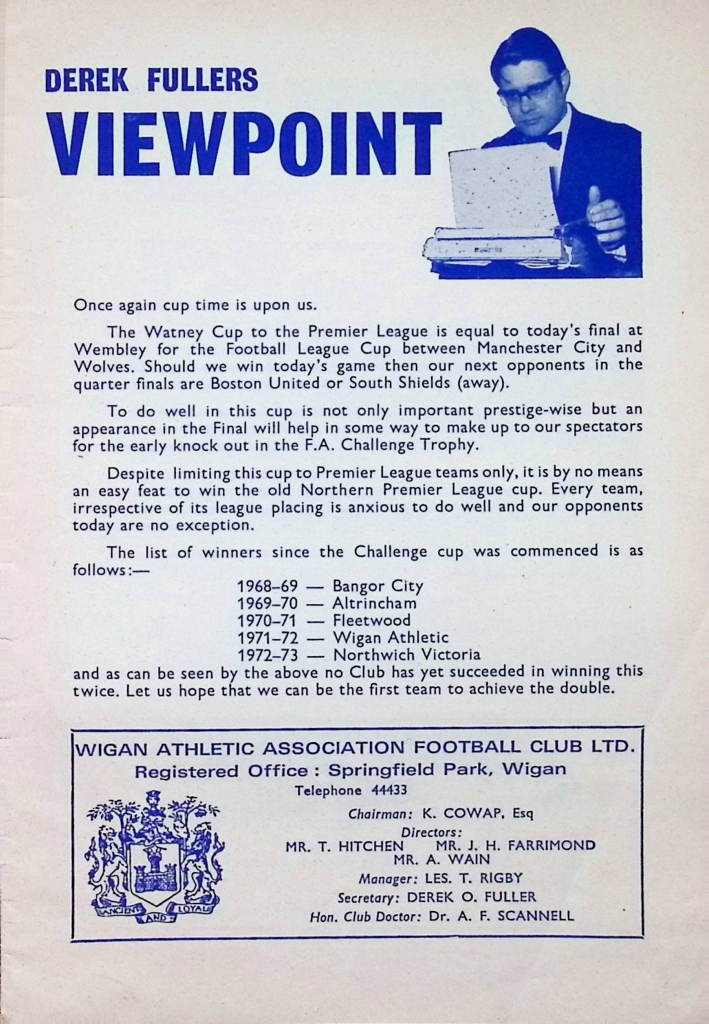 DEREK FULLERS
VIEWPOINT
Once again cup time is upon us.
The Watney Cup to the Premier League is equal to today's final at
Wembley for the Football League Cup between Manchester City and
Wolves. Should we win today's game then our next opponents in the
quarter finals are Boston United or South Shields (away).
To do well in this cup is not only important prestige-wise but an
appearance in the Final will help in some way to make up to our spectators
for the early knock out in the F.A. Challenge Trophy.
Despite limiting this cup to Premier League teams only, it is by no means
an easy feat to win the old Northern Premier League cup. Every team,
irrespective of its league placing is anxious to do well and our opponents
today are no exception.
The list of winners since the Challenge cup was commenced is as
follows:—
1968–69 — Bangor City
1969–70 — Altrincham
1970–71 — Fleetwood
1971–72 — Wigan Athletic
1972–73 — Northwich Victoria
and as can be seen by the above no Club has yet succeeded in winning this
twice. Let us hope that we can be the first team to achieve the double.
WIGAN ATHLETIC ASSOCIATION FOOTBALL CLUB LTD.
Registered Office : Springfield Park, Wigan
Telephone 44433
Chairman: K. COWAP, Esq
Directors:
MR. T. HITCHEN MR. J. H. FARRIMOND
MR. A. WAIN
Manager: LES. T. RIGBY
Secretary: DEREK O. FULLER
Hon. Club Doctor: Dr. A. F. SCANNELL
ANCIENT AND LOYAL